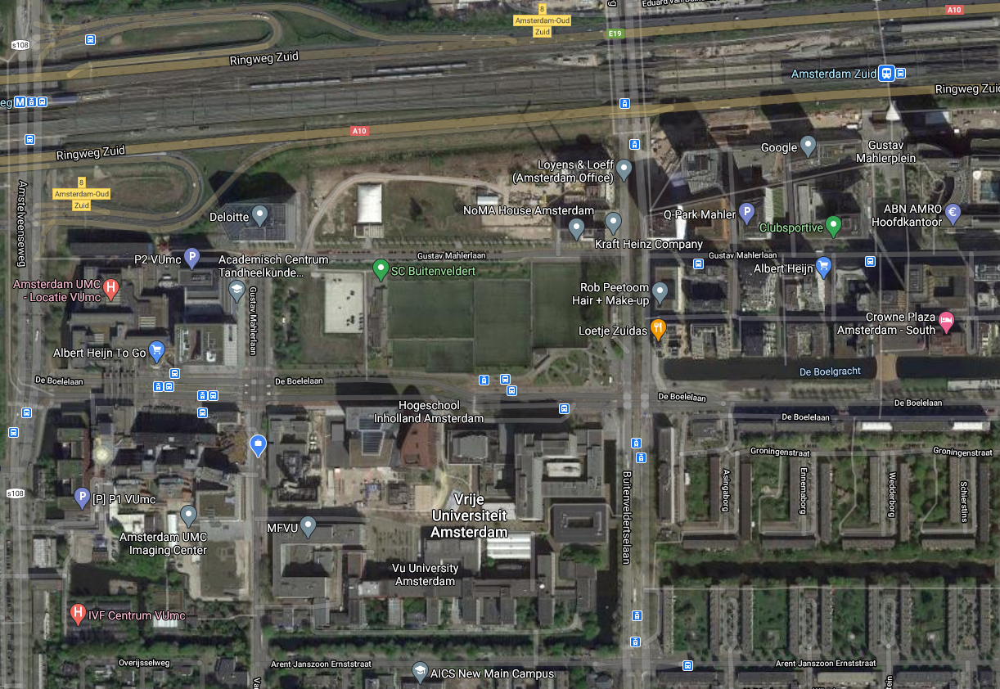 Eduard van Bei
A10
8
Amsterdam-Oud
Zuid
E19
s108
Ringweg Zuid
Amsterdam Zuid
Ringweg Zuid
eg M
A10
Ringweg Zuid
Google
Gustav
Mahlerplein
Loyens & Loeff
(Amsterdam Office)
8
Amsterdam-Oud
Zuid
Amstelveenseweg
Deloitte
NoMA House Amsterdam
Q-Park Mahler
P
ABN AMRO
Hoofdkantoor
€
Clubsportive
Kraft Heinz Company
P2 VUmc
P
Academisch Centrum
Tandheelkunde...
Gustav Mahlerlaan
Gustav Mahlerlaan
SC Buitenveldert
Albert Heijn
Amsterdam UMC
- Locatie VUmc
H
Gustav Mahlerlaan
Rob Peetoom
Hair + Make-up
Loetje Zuidas
Crowne Plaza
Amsterdam - South
Albert Heijn To Go
De Boelelaan
De Boelelaan
De Boelgracht
De Boelelaan
De Boelelaan
De Boelelaan
Hogeschool
Inholland Amsterdam
Groningenstraat
Groningenstraat
s108
Buitenveldertselaan
Asingaborg
Ennemaborg
Wedderborg
Schierstins
P
[P] P1 VUmc
Vrije
Universiteit
Amsterdam
MFVU
Amsterdam UMC
Imaging Center
Vu University
Amsterdam
H
IVF Centrum VUmc
Overijsselweg
Arent Janszoon Ernststraat
Arent Janszoon Ernststraat
AICS New Main Campus
Va
tein